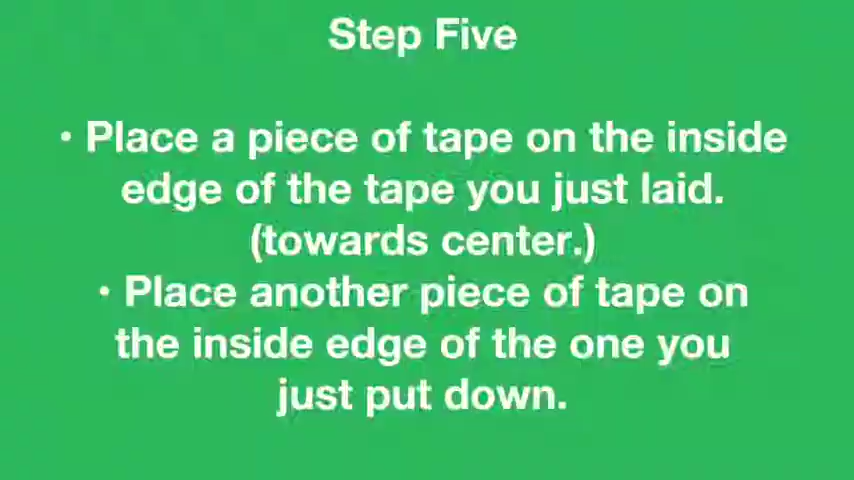 Step Five
• Place a piece of tape on the inside
edge of the tape you just laid.
(towards center.)
• Place another piece of tape on
the inside edge of the one you
just put down.